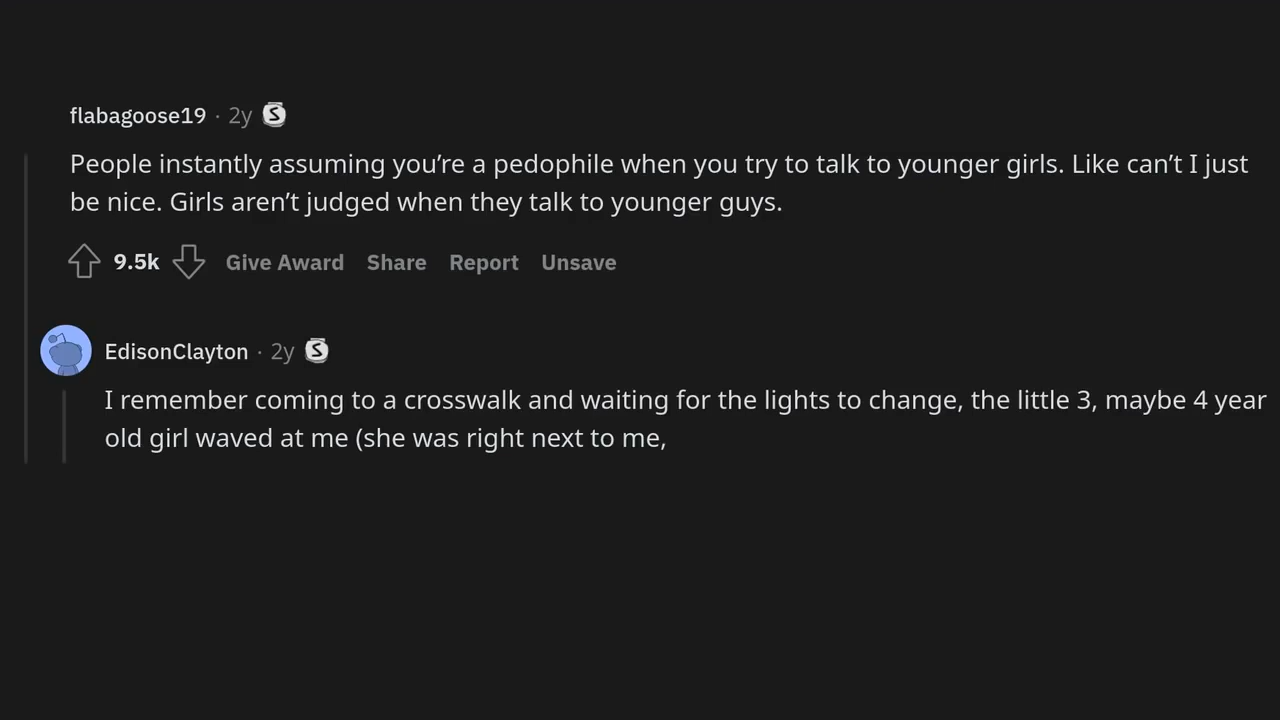 flabagoose19 · 2y
People instantly assuming you’re a pedophile when you try to talk to younger girls. Like can’t I just
be nice. Girls aren’t judged when they talk to younger guys.
9.5k Give Award Share Report Unsave
EdisonClayton · 2y
I remember coming to a crosswalk and waiting for the lights to change, the little 3, maybe 4 year
old girl waved at me (she was right next to me,